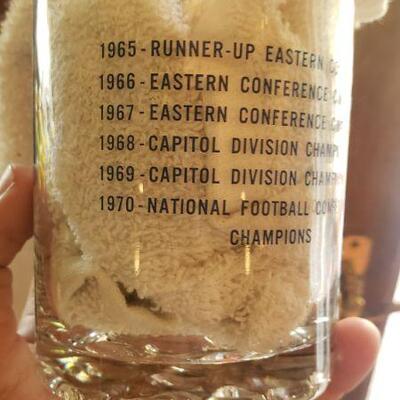 1965-RUNNER-UP EASTERN
1966-EASTERN CONFERENCE
1967-EASTERN CONFERENCE
1968-CAPITOL DIVISION
1969-CAPITOL DIVISION
1970-NATIONAL FOOTBALL
CHAMPIONS